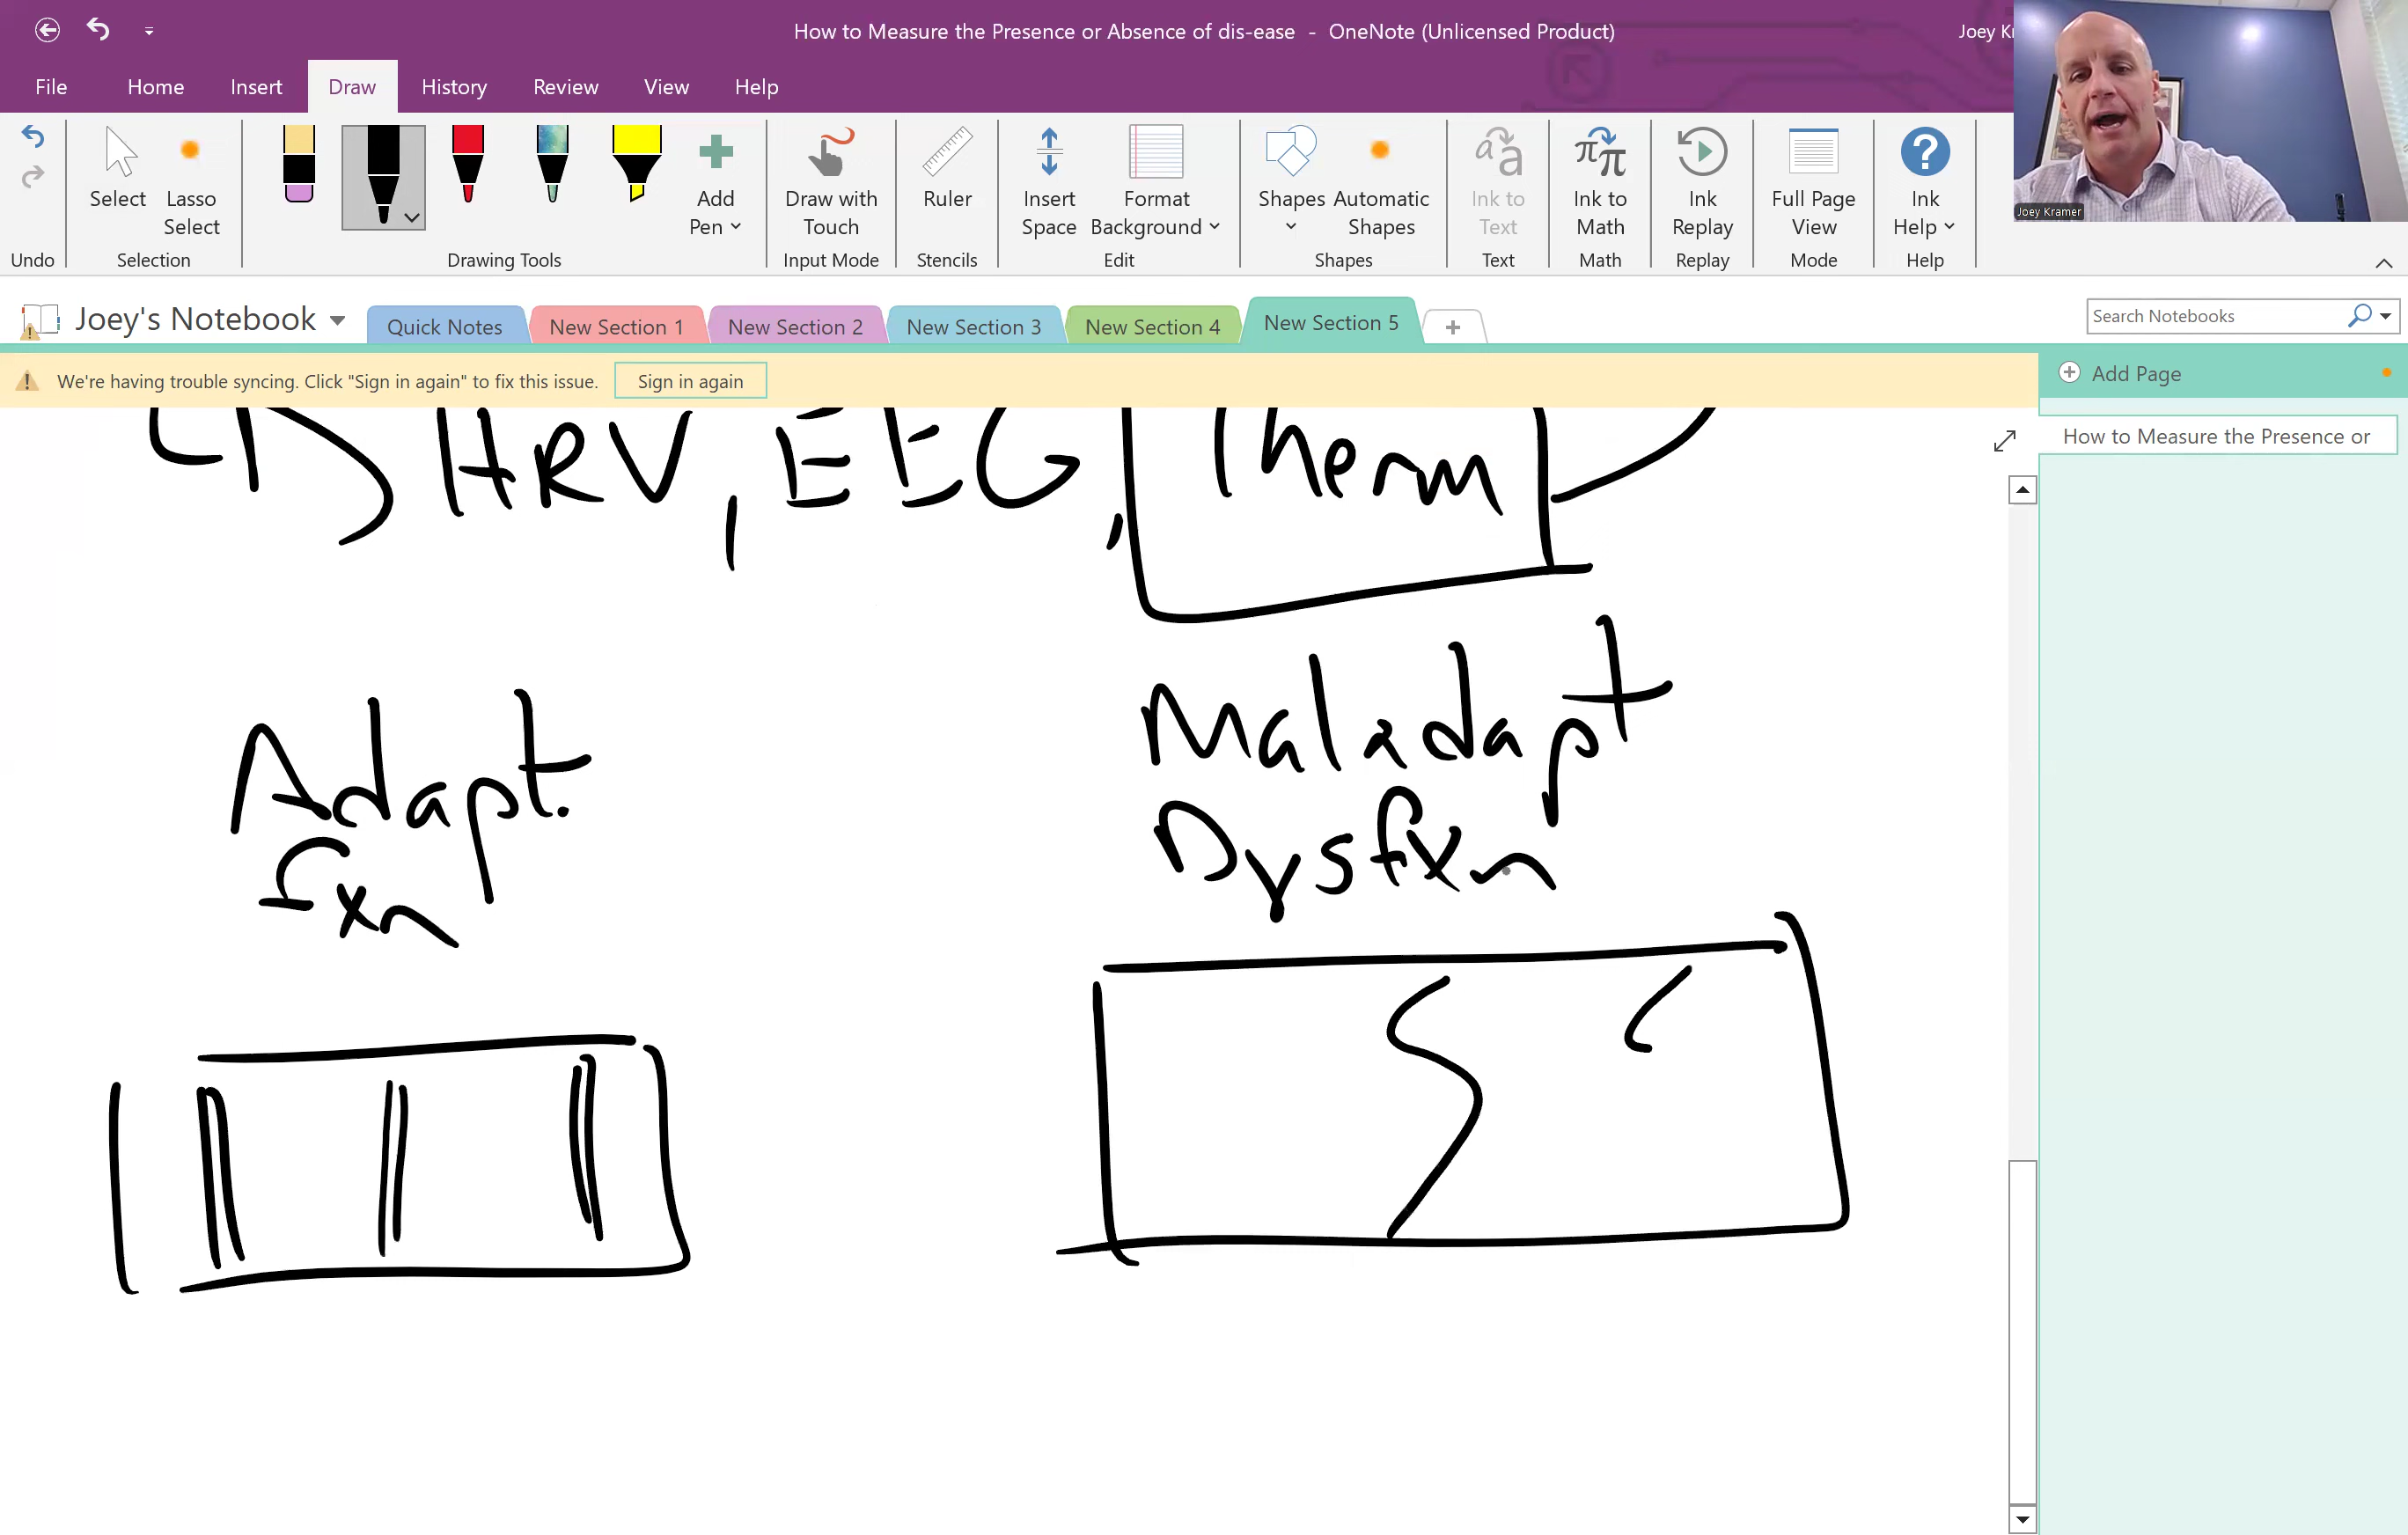 How to Measure the Presence or Absence of dis-ease - OneNote (Unlicensed Product)
Joey Kr
File Home Insert Draw History Review View Help
Select
Lasso Select
Add Pen
Draw with Touch
Ruler
Insert Space
Format Background
Shapes
Automatic Shapes
Ink to Text
Ink to Math
Ink Replay
Full Page View
Ink Help
Joey Kramer
Undo Selection Drawing Tools Input Mode Stencils Edit Shapes Text Math Replay Mode Help
Joey's Notebook Quick Notes New Section 1 New Section 2 New Section 3 New Section 4 New Section 5 Search Notebooks
We're having trouble syncing. Click "Sign in again" to fix this issue. Sign in again
Add Page
How to Measure the Presence or
HRV, EEG, Therm
Adapt.
fxn
Maladapt
Dysfxn